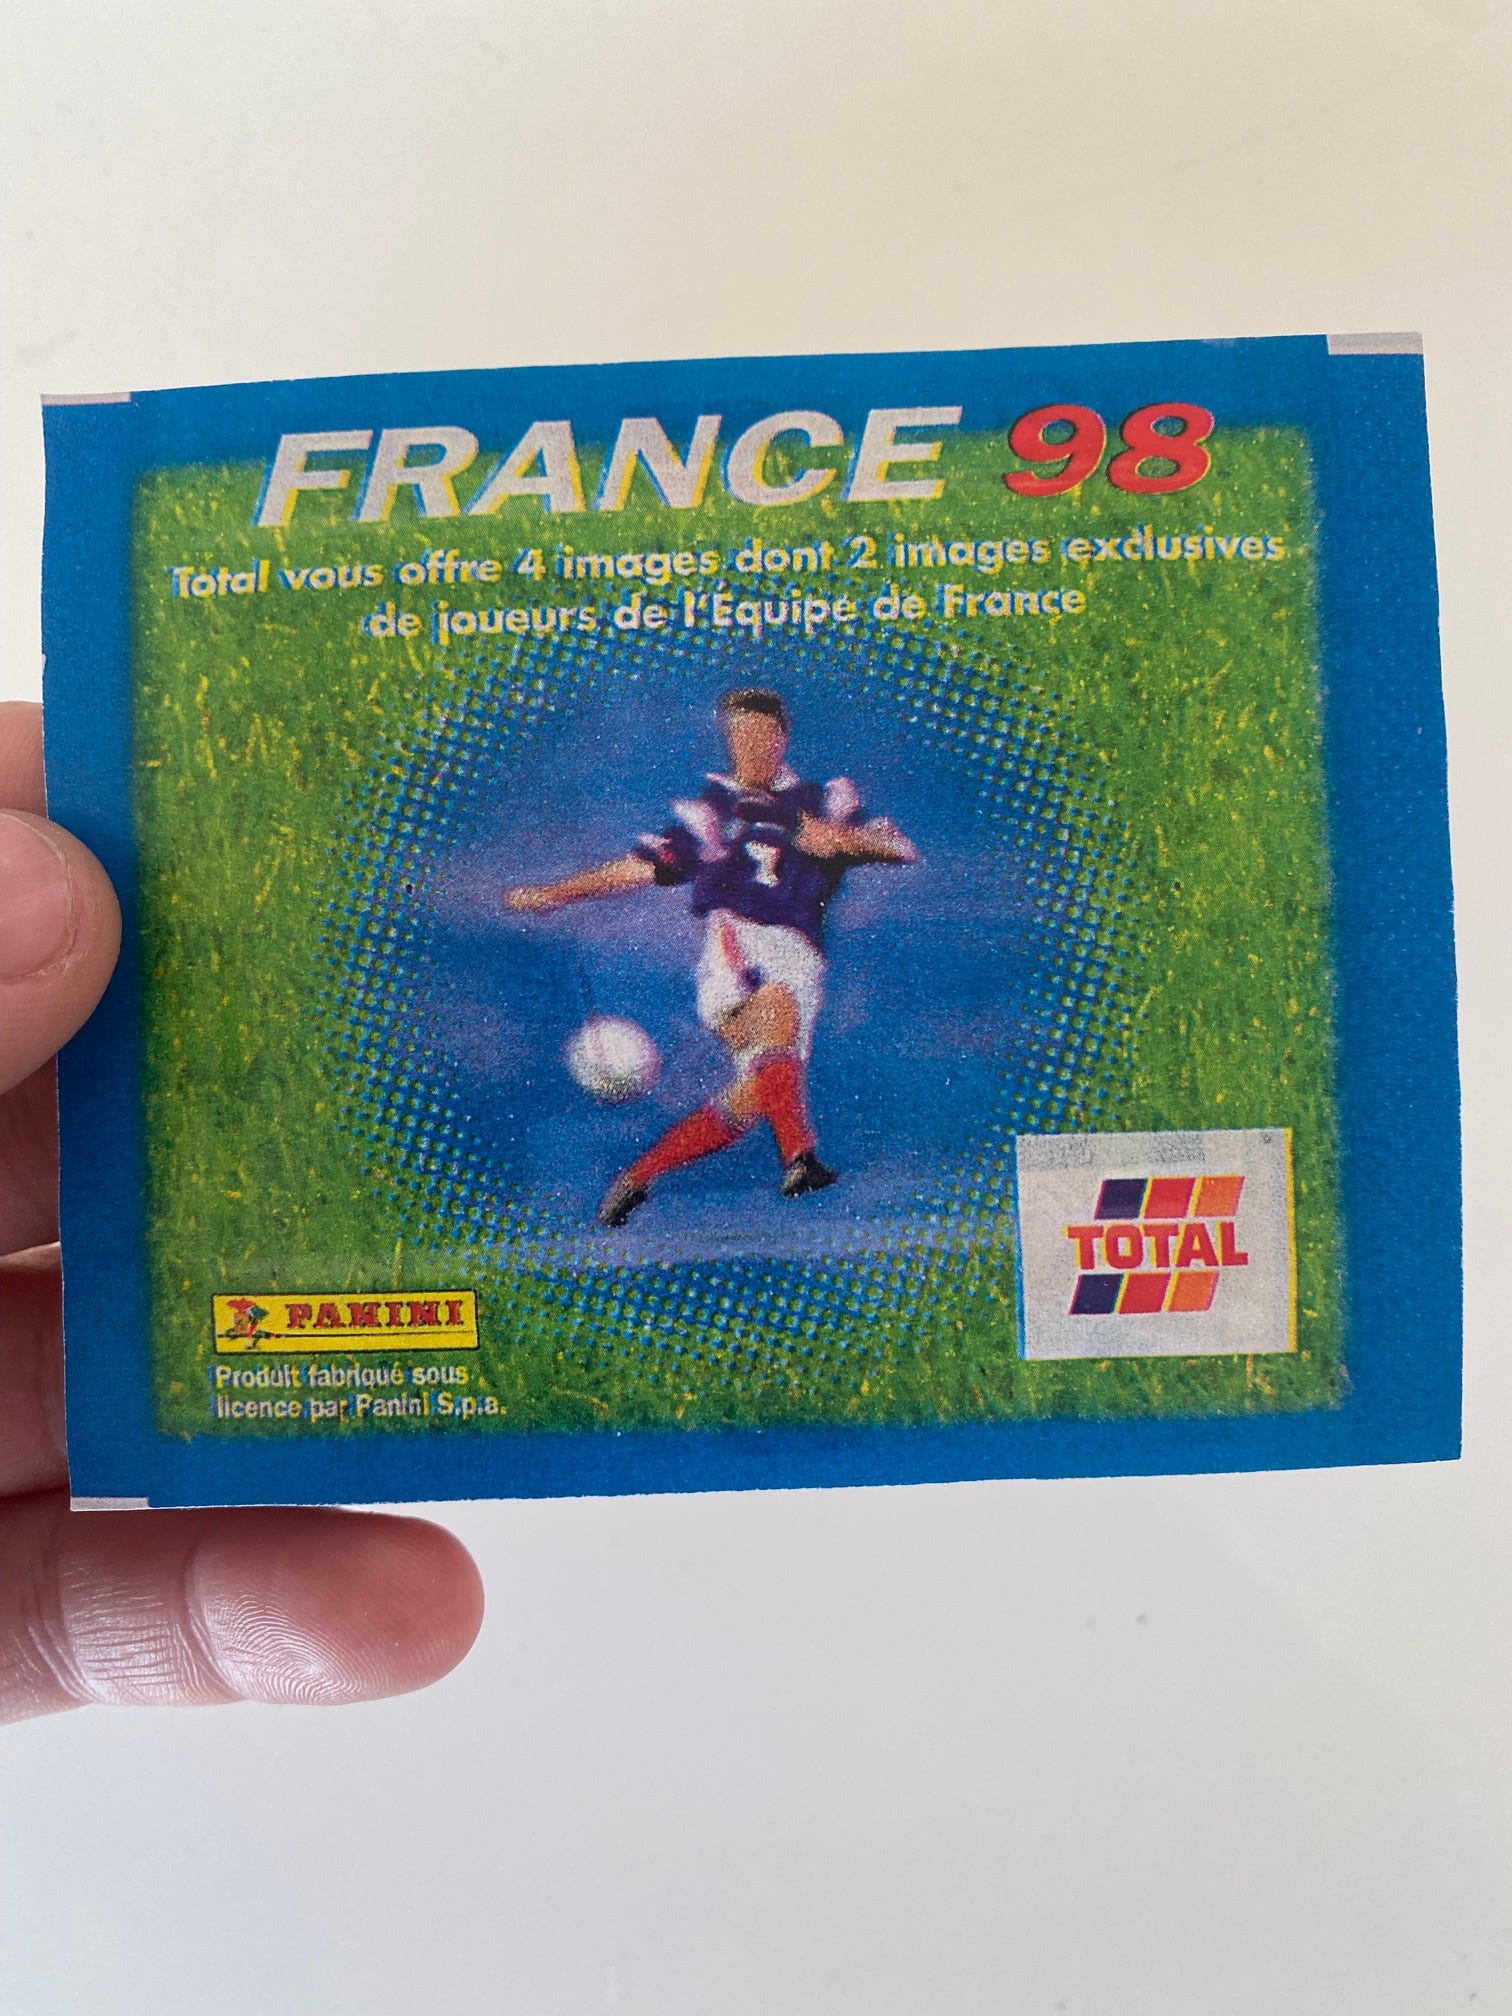 FRANCE 98
Total vous offre 4 images dont 2 images exclusives
de joueurs de l'Équipe de France
1
TOTAL
PANINI
Produit fabriqué sous
licence par Panini S.p.a.